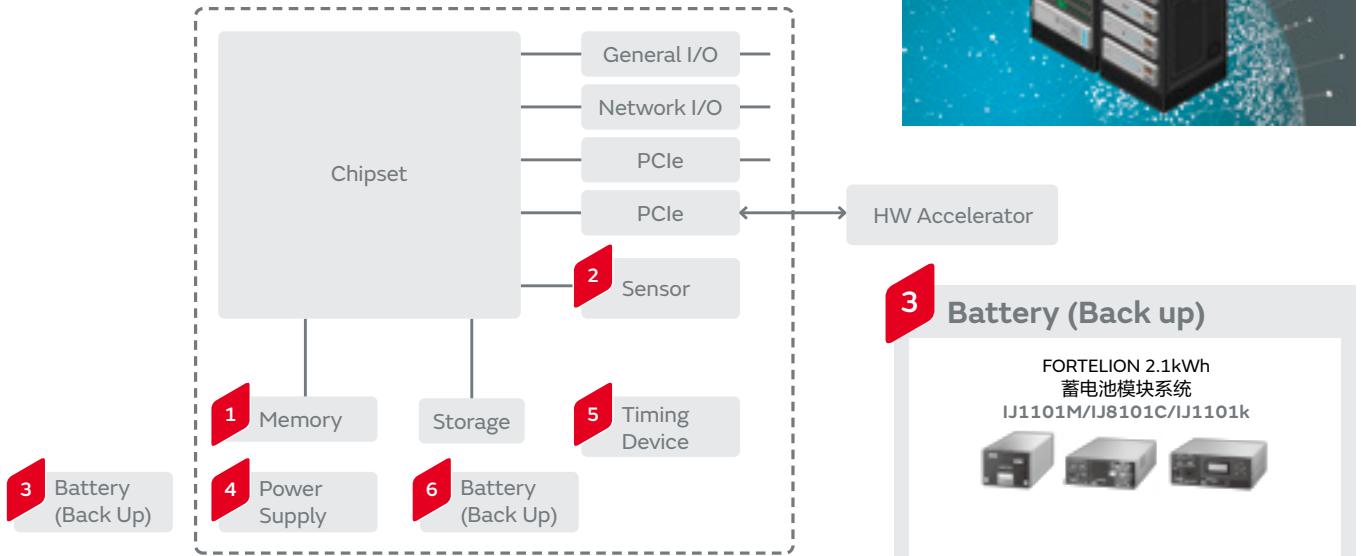 Chipset
General I/O
Network I/O
PCIe
PCIe
HW Accelerator
2
Sensor
1
Memory
Storage
5
Timing
Device
3
Battery
(Back Up)
4
Power
Supply
6
Battery
(Back Up)
3
Battery (Back up)
FORTELION 2.1kWh
蓄电池模块系统
IJ1101M/IJ8101C/IJ1101k